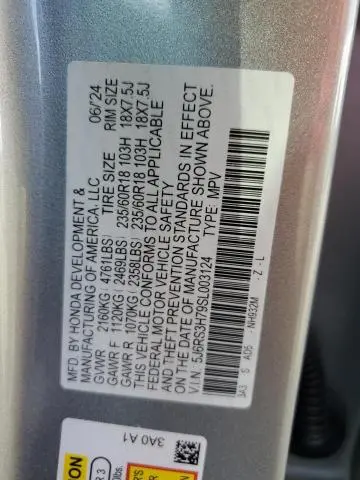 MFD. BY HONDA DEVELOPMENT &
MANUFACTURING OF AMERICA, LLC 06/'24
GVWR 2160KG (4761LBS) TIRE SIZE RIM SIZE
GAWR F 1120KG (2469LBS) 235/60R18 103H 18X7.5J
GAWR R 1070KG (2358LBS) 235/60R18 103H 18X7.5J
THIS VEHICLE CONFORMS TO ALL APPLICABLE
FEDERAL MOTOR VEHICLE SAFETY
AND THEFT PREVENTION STANDARDS IN EFFECT
ON THE DATE OF MANUFACTURE SHOWN ABOVE.
V.I.N. 5J6RS3H79SL003124 TYPE: MPV
3A3 S A05 NH932M - Z - L
3A0 A1
R 3
lbs.